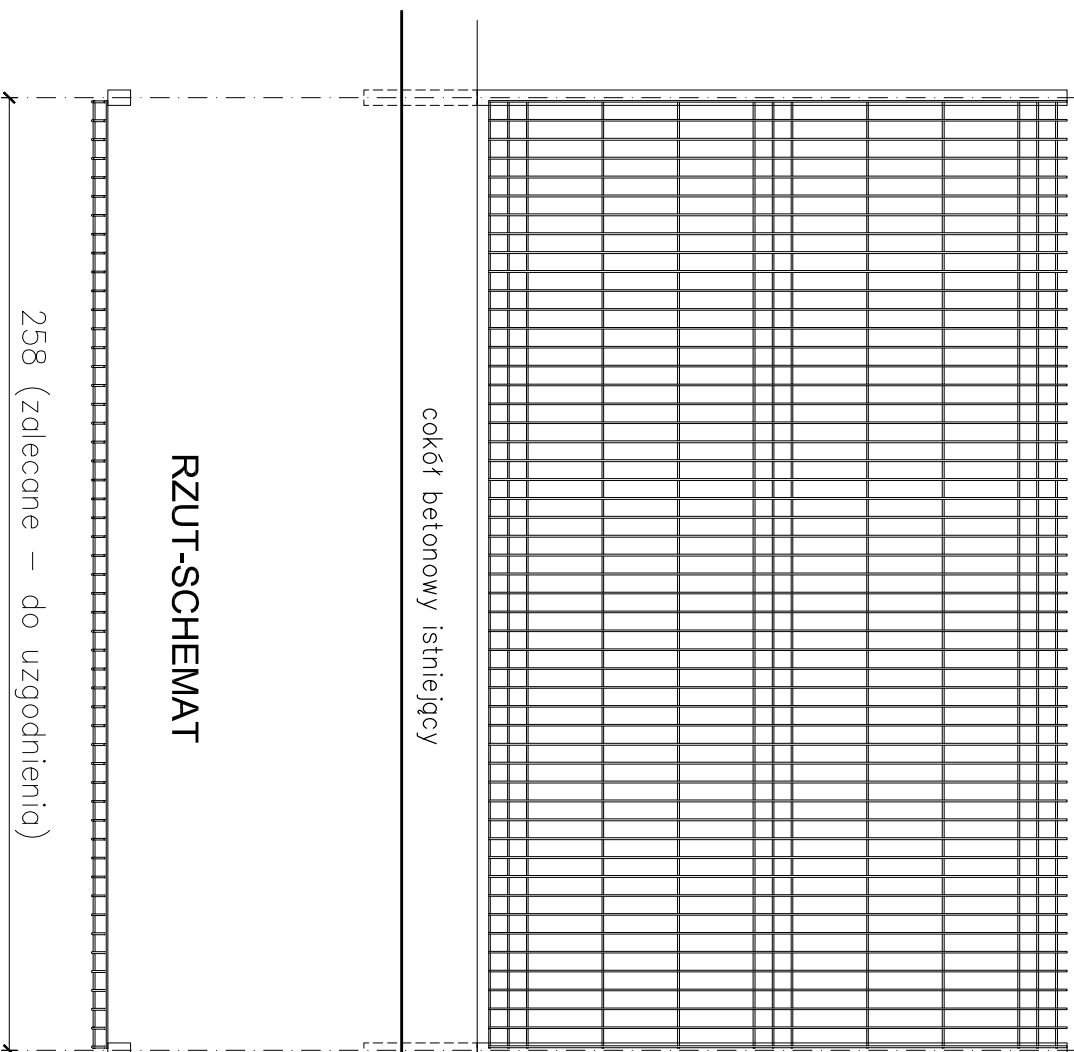 cokół betonowy istniejący
RZUT-SCHEMAT
258 (zalecane – do uzgodnienia)